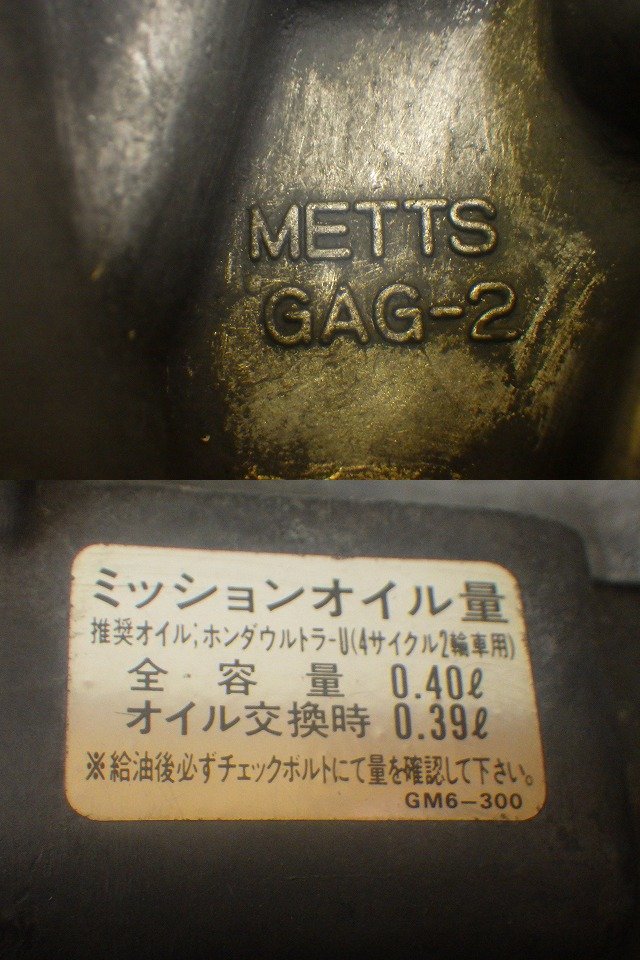 METTS
GAG-2
ミッションオイル量
推奨オイル;ホンダウルトラ-U(4サイクル2輪車用)
全容量 0.40ℓ
オイル交換時 0.39ℓ
※給油後必ずチェックボルトにて量を確認して下さい。
GM6-300